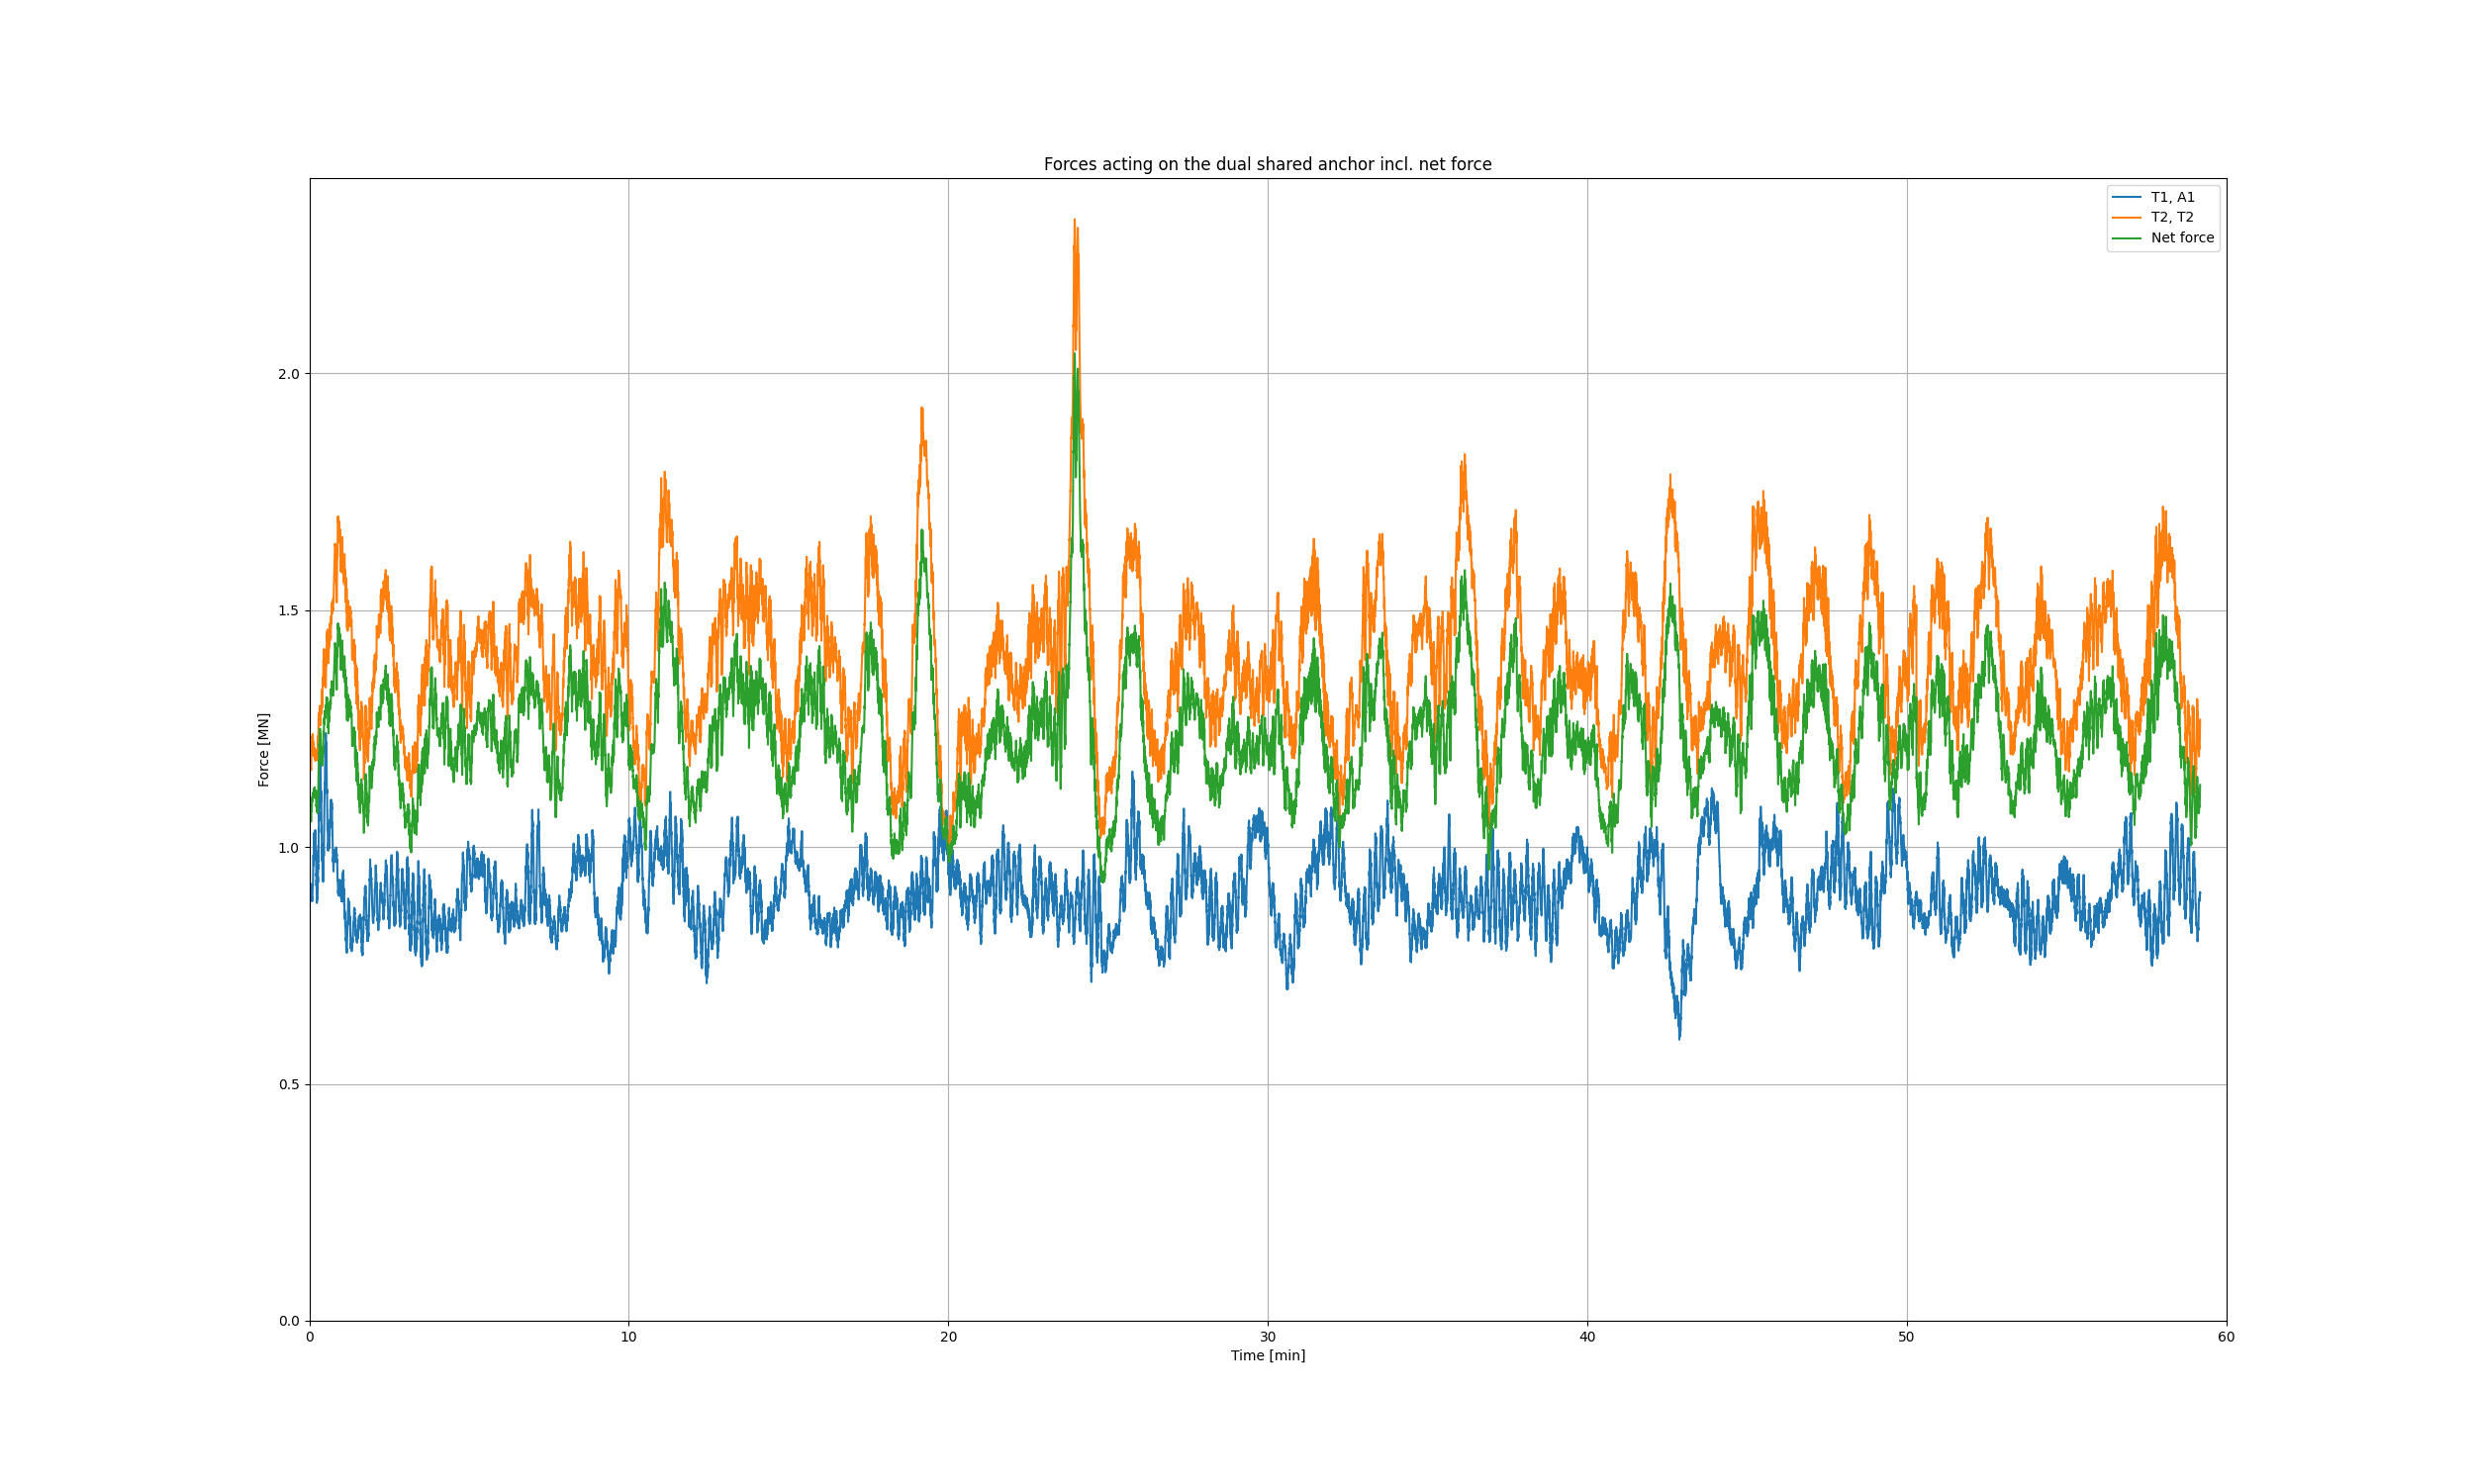 Forces acting on the dual shared anchor incl. net force
T1, A1
T2, T2
Net force
Force [MN]
2.0
1.5
1.0
0.5
0.0
0 10 20 30 40 50 60
Time [min]